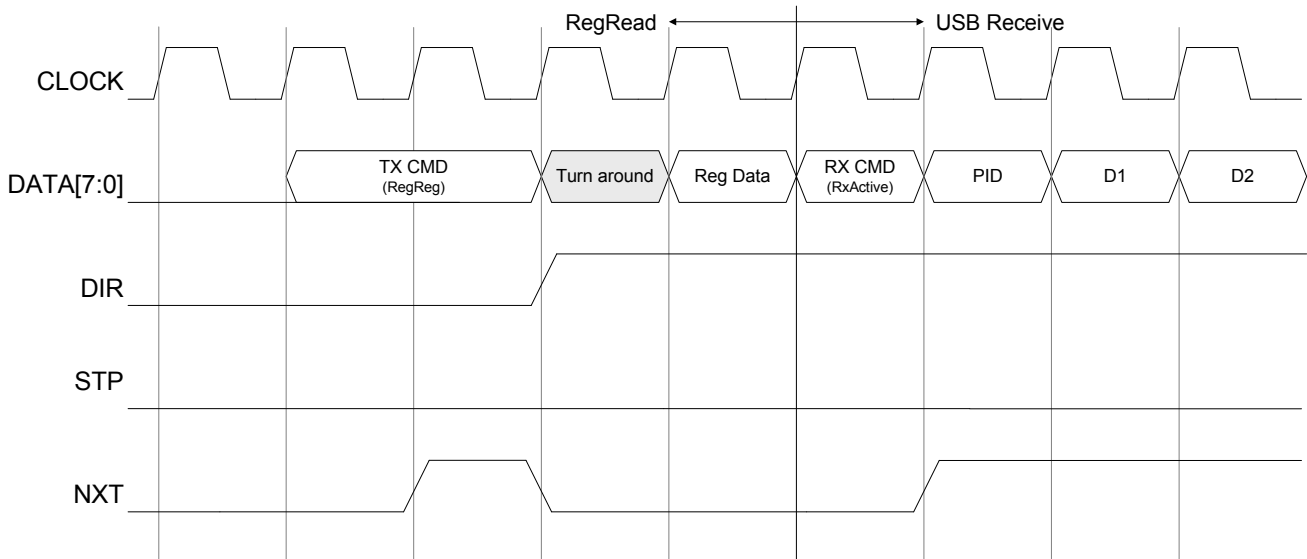 RegRead
USB Receive
CLOCK
DATA[7:0]
TX CMD
(RegReg)
Turn around
Reg Data
RX CMD
(RxActive)
PID
D1
D2
DIR
STP
NXT